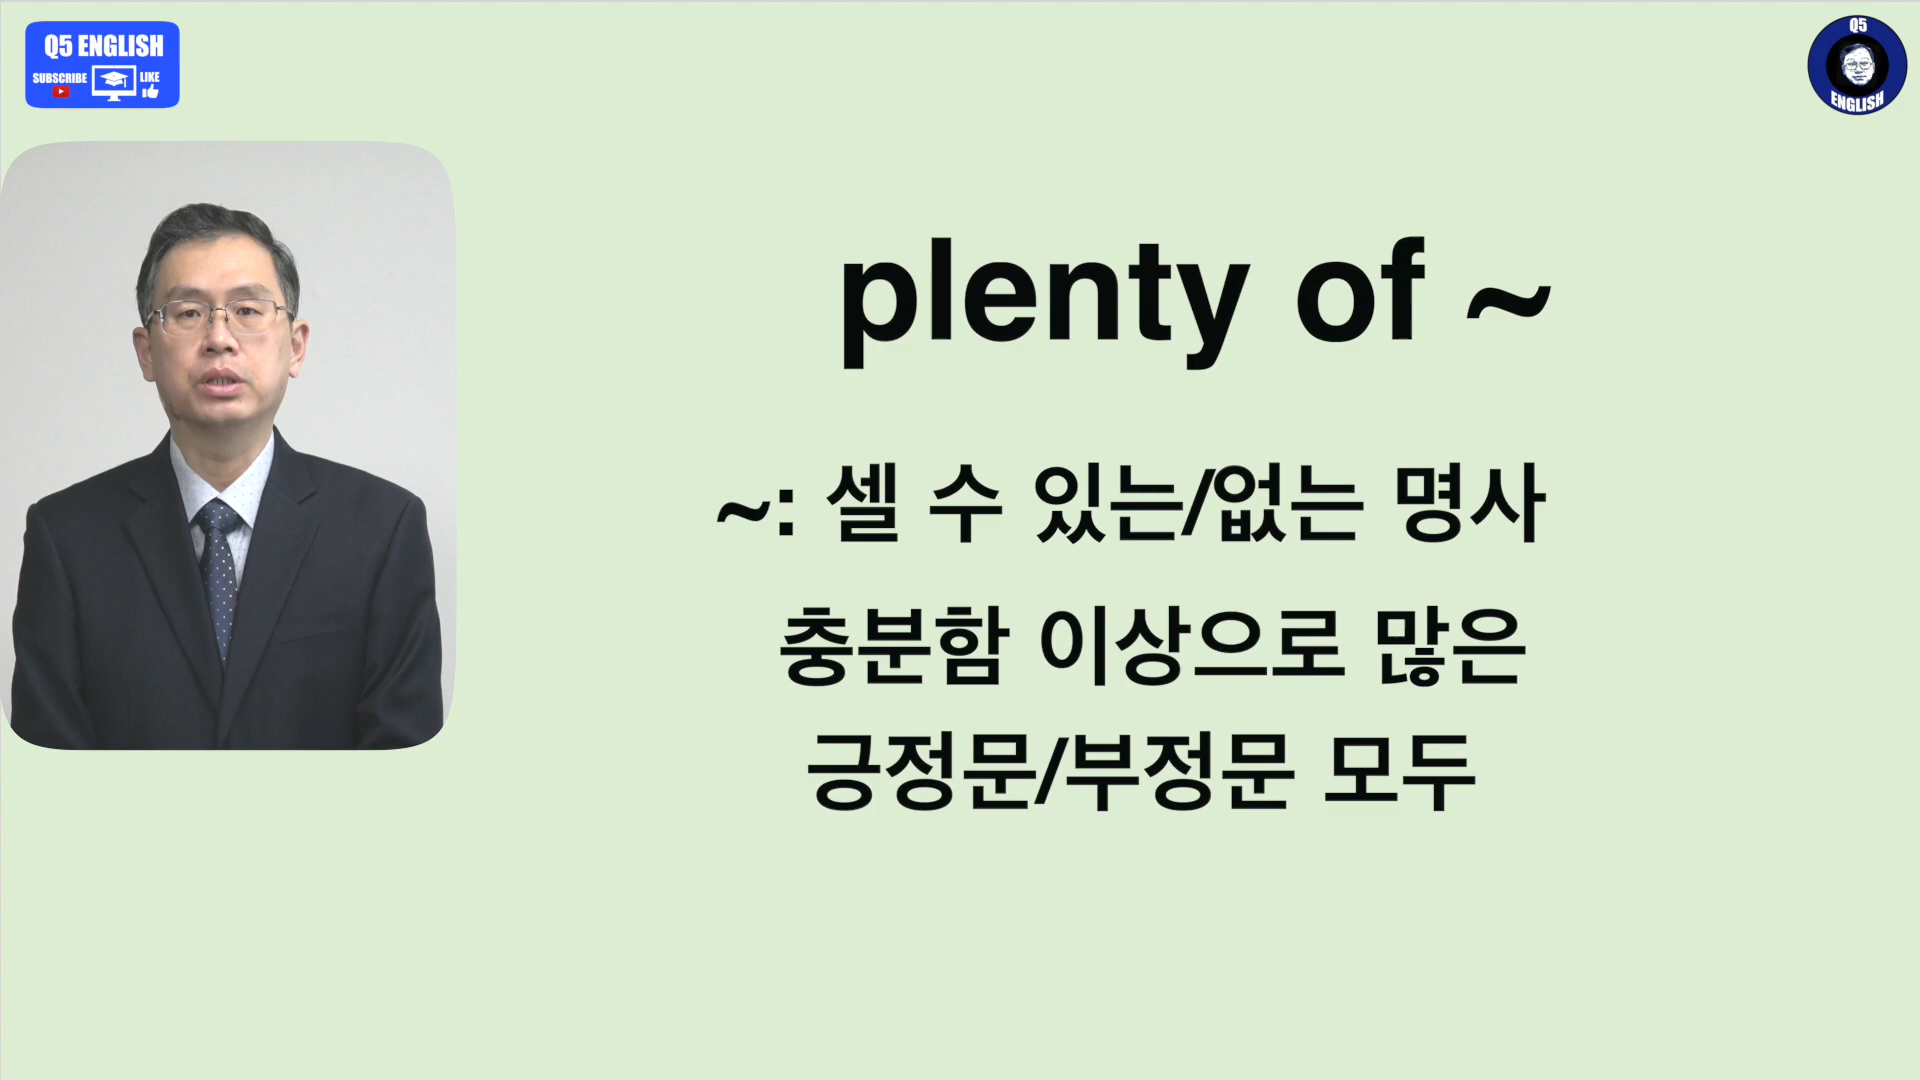 Q5 ENGLISH
SUBSCRIBE
LIKE
Q5
ENGLISH
plenty of ~
~: 셀 수 있는/없는 명사
충분함 이상으로 많은
긍정문/부정문 모두